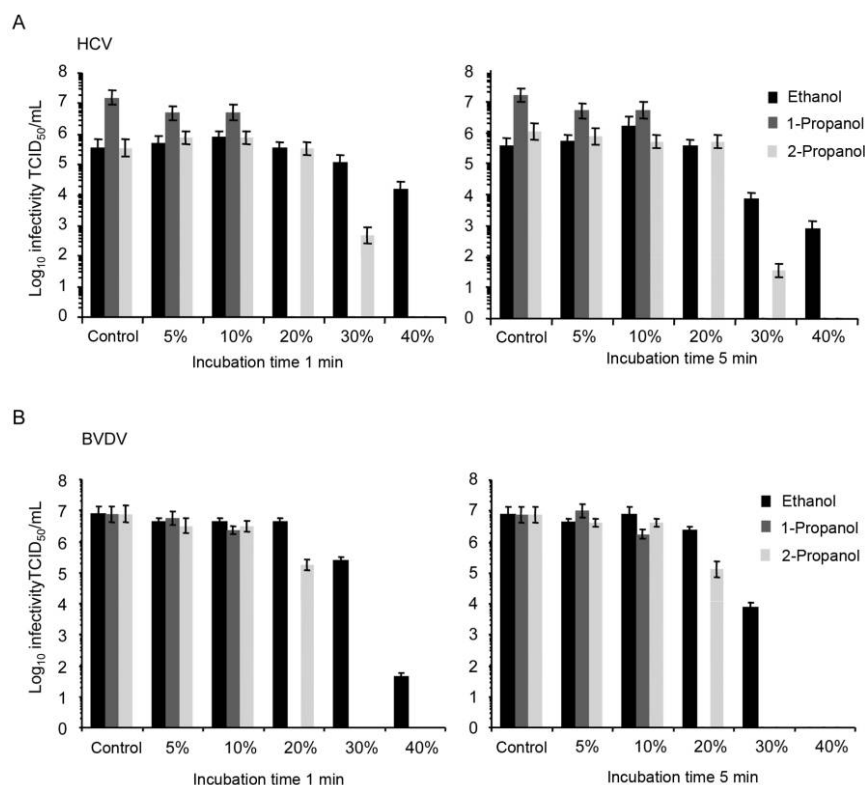 A
HCV
8
7
6
5
4
3
2
1
0
Log10 infectivity TCID50/mL
Control 5% 10% 20% 30% 40%
Incubation time 1 min
8
7
6
5
4
3
2
1
0
Control 5% 10% 20% 30% 40%
Incubation time 5 min
Ethanol
1-Propanol
2-Propanol
B
BVDV
8
7
6
5
4
3
2
1
0
Log10 infectivityTCID50/mL
Control 5% 10% 20% 30% 40%
Incubation time 1 min
8
7
6
5
4
3
2
1
0
Control 5% 10% 20% 30% 40%
Incubation time 5 min
Ethanol
1-Propanol
2-Propanol